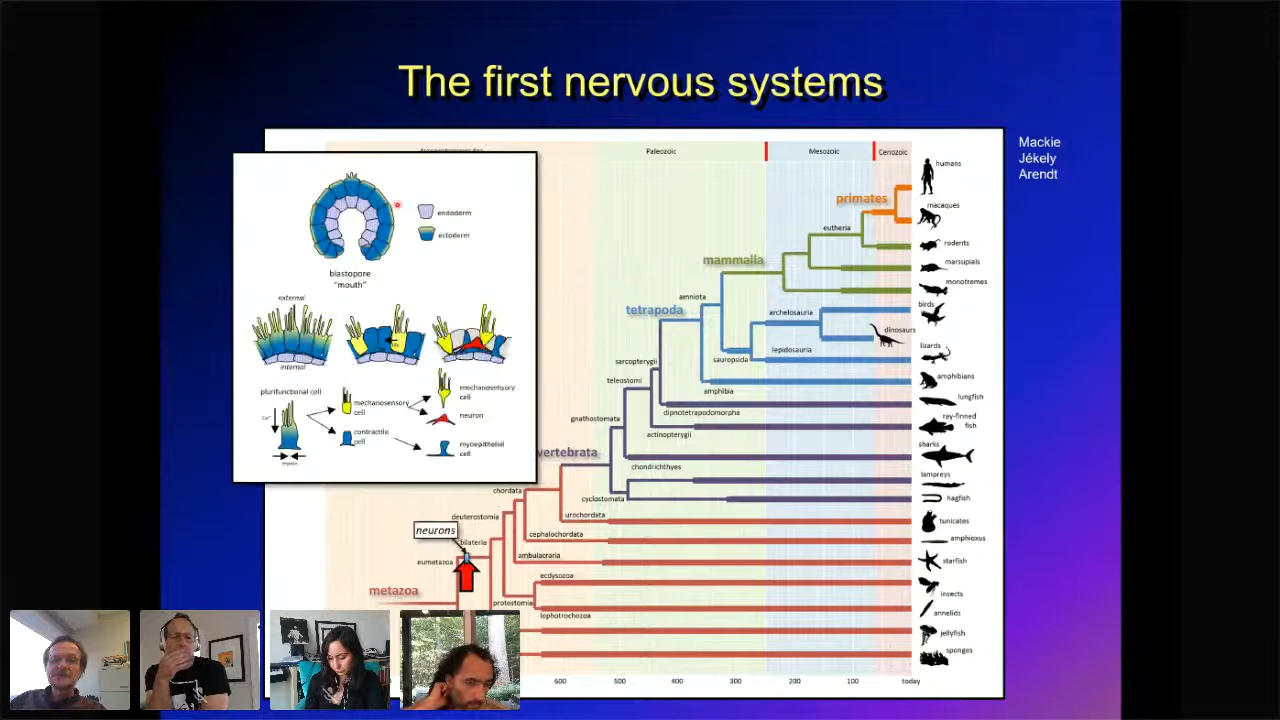 The first nervous systems
Mackie
Jékely
Arendt
Paleozoic
Mesozoic
Cenozoic
endoderm
ectoderm
blastopore
"mouth"
external
internal
plurifunctional cell
mechanosensory
cell
contractile
cell
mechanosensory
cell
neuron
myoepithelial
cell
humans
primates
macaques
eutheria
rodents
mammalia
marsupials
monotremes
amniota
tetrapoda
archelosauria
birds
dinosaurs
lepidosauria
lizards
sauropsida
sarcopterygii
teleostomi
amphibians
amphibia
lungfish
dipnotetrapodomorpha
gnathostomata
ray-finned
fish
actinopterygii
sharks
vertebrata
chondrichthyes
lampreys
chordata
cyclostomata
hagfish
deuterostomia
urochordata
tunicates
neurons
cephalochordata
amphioxus
bilateria
ambulacraria
starfish
eumetazoa
ecdysozoa
insects
metazoa
protostomia
lophotrochozoa
annelids
jellyfish
sponges
600
500
400
300
200
100
today